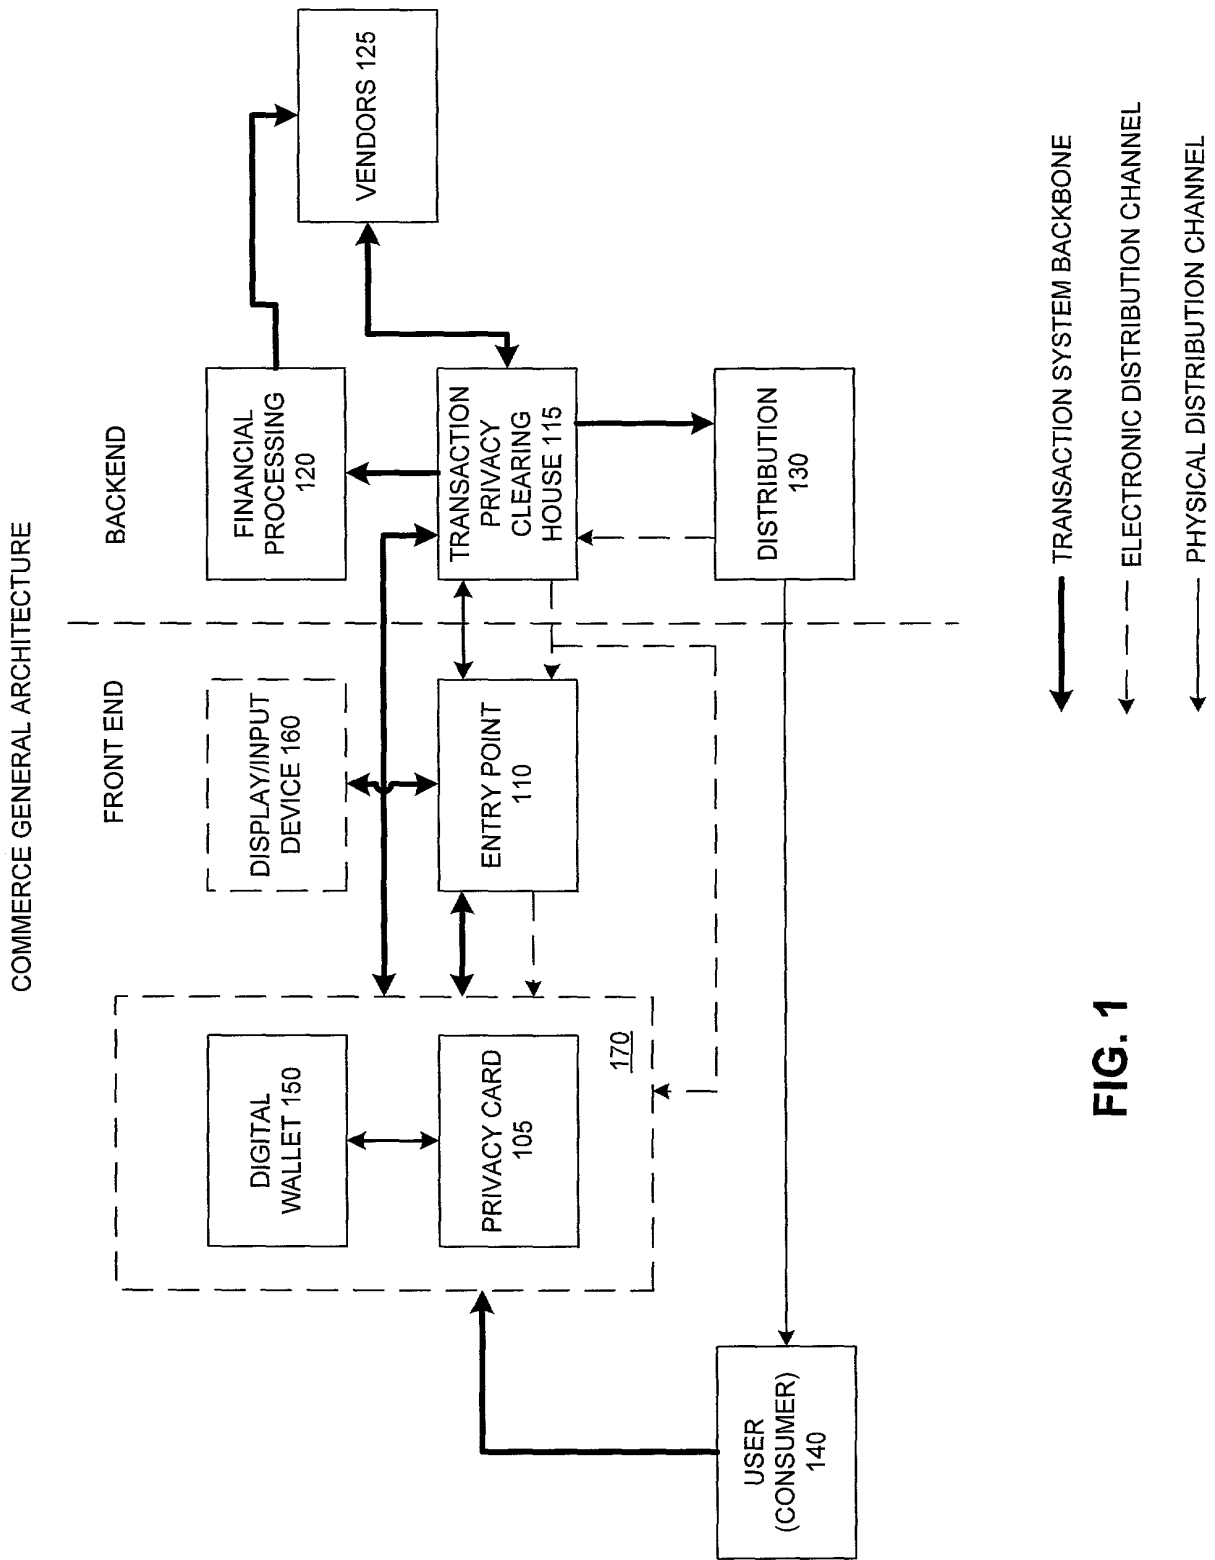 COMMERCE GENERAL ARCHITECTURE
FRONT END
BACKEND
DIGITAL
WALLET 150
DISPLAY/INPUT
DEVICE 160
FINANCIAL
PROCESSING
120
VENDORS 125
PRIVACY CARD
105
170
ENTRY POINT
110
TRANSACTION
PRIVACY
CLEARING
HOUSE 115
USER
(CONSUMER)
140
DISTRIBUTION
130
TRANSACTION SYSTEM BACKBONE
ELECTRONIC DISTRIBUTION CHANNEL
PHYSICAL DISTRIBUTION CHANNEL
FIG. 1